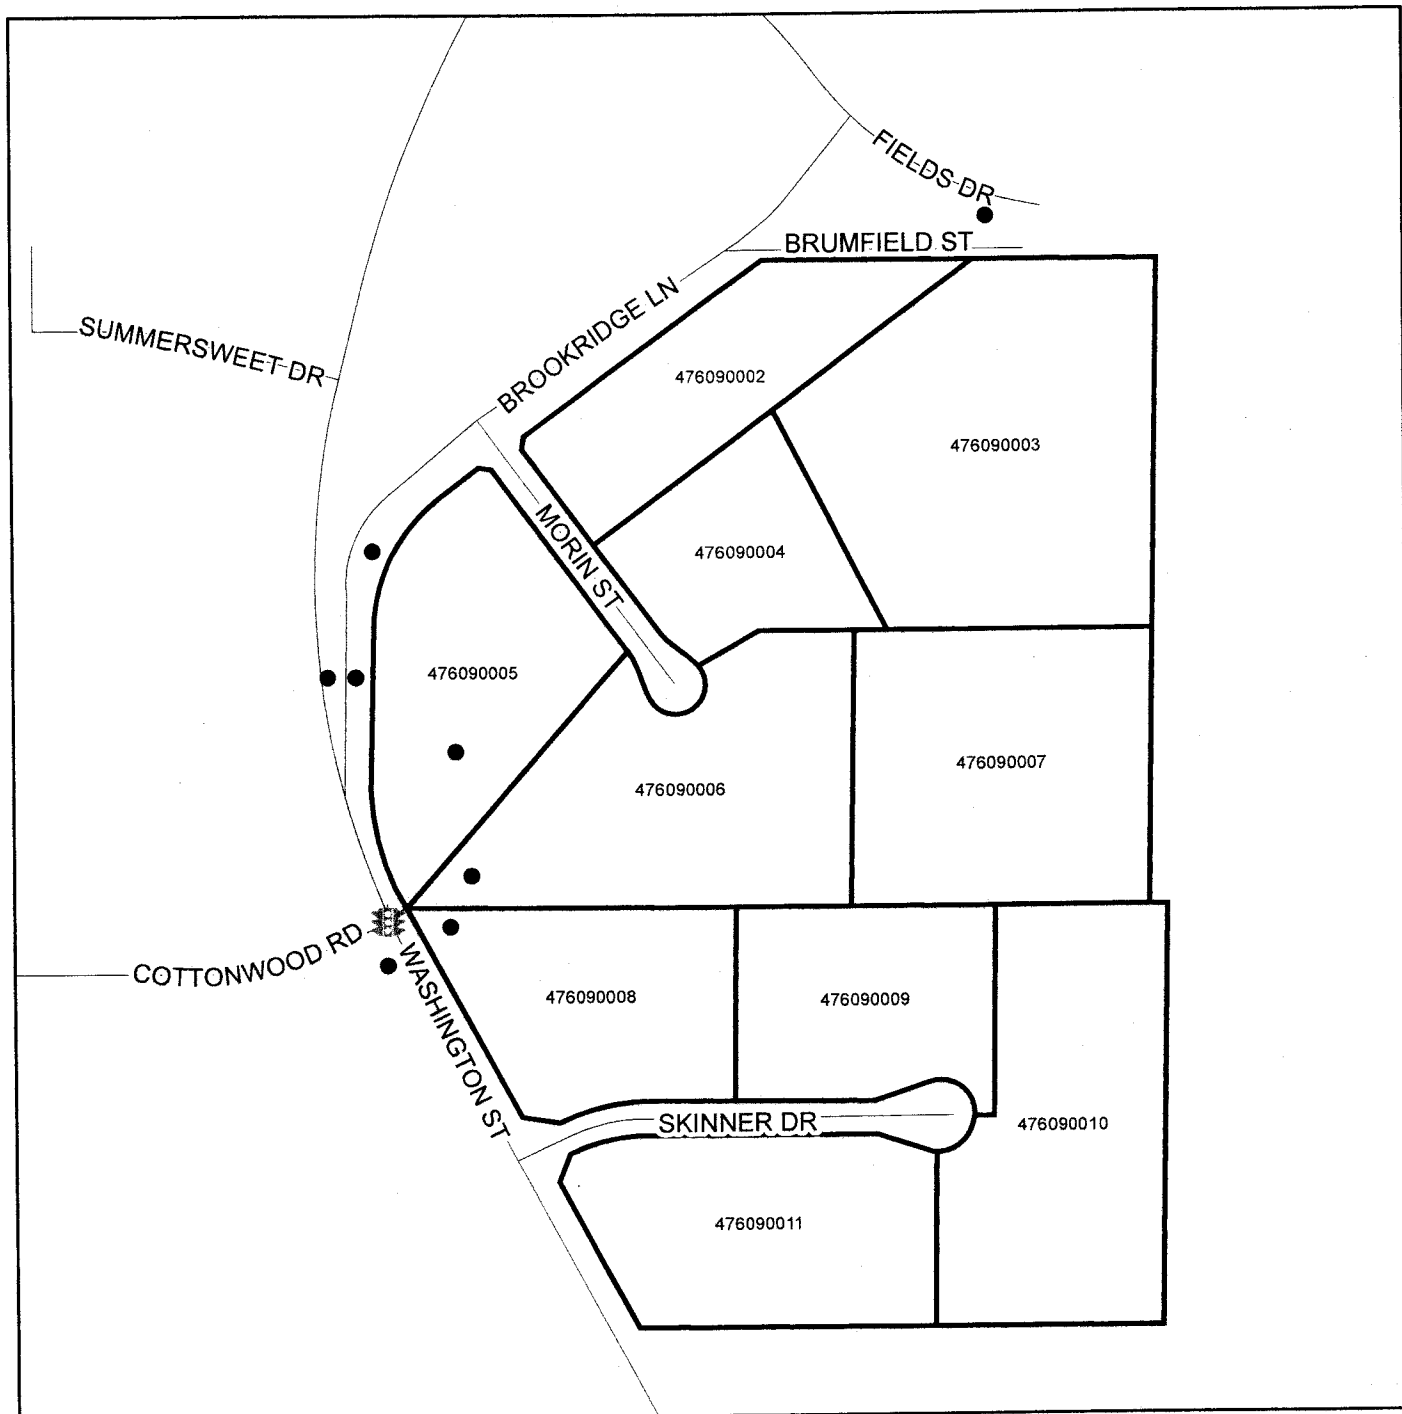 FIELDS DR
BRUMFIELD ST
BROOKRIDGE LN
SUMMERSWEET DR
476090002
476090003
MORIN ST
476090004
476090005
476090006
476090007
COTTONWOOD RD
WASHINGTON ST
476090008
476090009
SKINNER DR
476090010
476090011